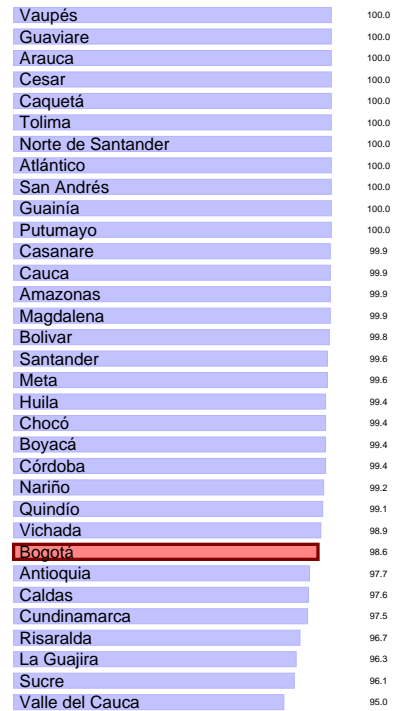 Vaupés 100.0
Guaviare 100.0
Arauca 100.0
Cesar 100.0
Caquetá 100.0
Tolima 100.0
Norte de Santander 100.0
Atlántico 100.0
San Andrés 100.0
Guainía 100.0
Putumayo 100.0
Casanare 99.9
Cauca 99.9
Amazonas 99.9
Magdalena 99.9
Bolivar 99.8
Santander 99.6
Meta 99.6
Huila 99.4
Chocó 99.4
Boyacá 99.4
Córdoba 99.4
Nariño 99.2
Quindío 99.1
Vichada 98.9
Bogotá 98.6
Antioquia 97.7
Caldas 97.6
Cundinamarca 97.5
Risaralda 96.7
La Guajira 96.3
Sucre 96.1
Valle del Cauca 95.0